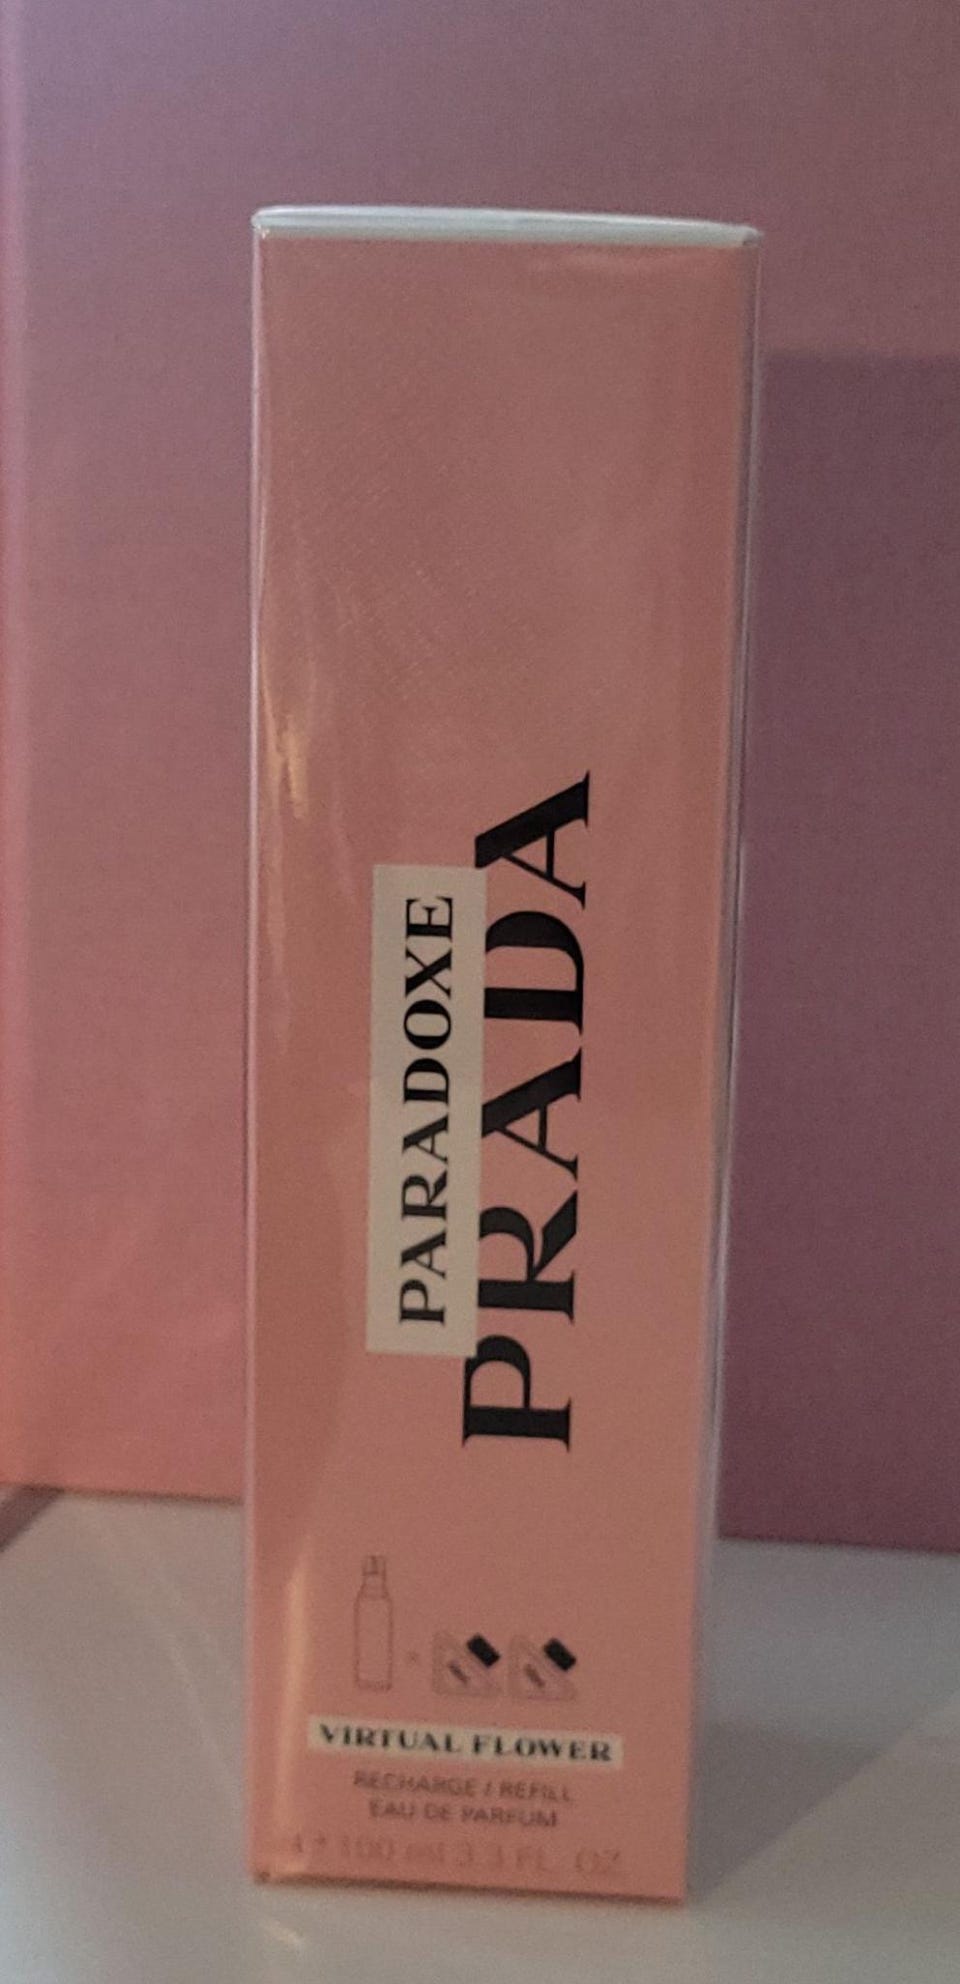 PARADOXE
PRADA
VIRTUAL FLOWER
RECHARGE / REFILL
EAU DE PARFUM
100 ml 3.3 FL. OZ